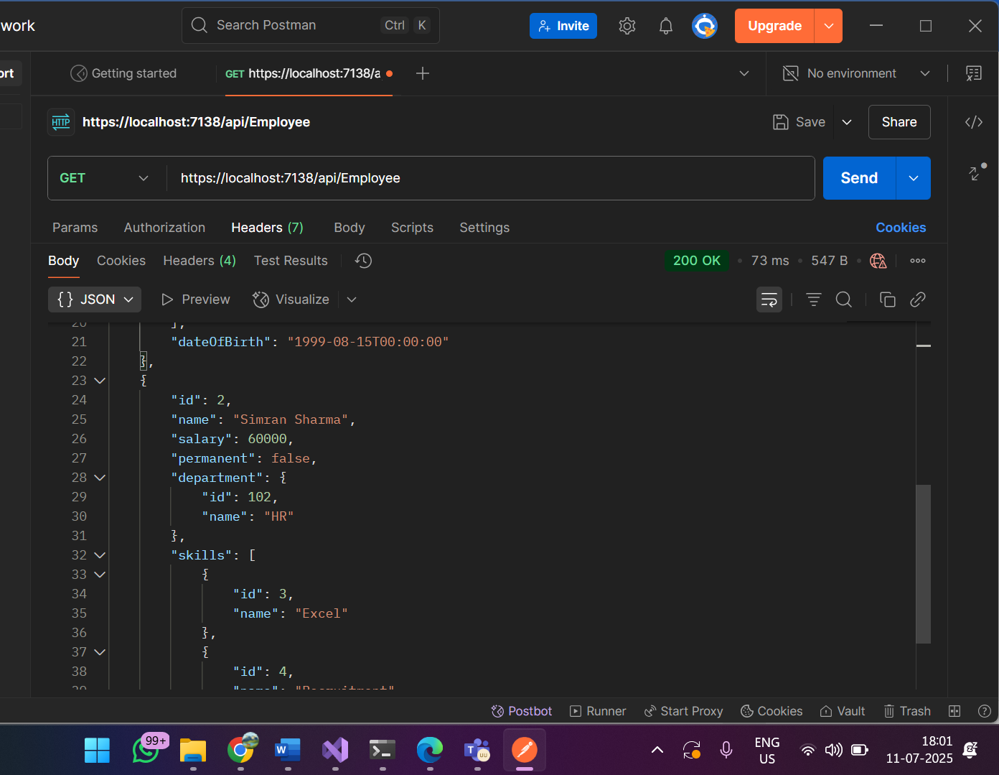 work
Search Postman
Ctrl K
Invite
Upgrade
ort
Getting started
GET https://localhost:7138/a
No environment
HTTP https://localhost:7138/api/Employee
Save
Share
GET
https://localhost:7138/api/Employee
Send
Params Authorization Headers (7) Body Scripts Settings
Cookies
Body Cookies Headers (4) Test Results
200 OK • 73 ms • 547 B
{} JSON Preview Visualize
20 ],
21 "dateOfBirth": "1999-08-15T00:00:00"
22 },
23 {
24 "id": 2,
25 "name": "Simran Sharma",
26 "salary": 60000,
27 "permanent": false,
28 "department": {
29 "id": 102,
30 "name": "HR"
31 },
32 "skills": [
33 {
34 "id": 3,
35 "name": "Excel"
36 },
37 {
38 "id": 4,
39 "name": "Recruitment"
Postbot Runner Start Proxy Cookies Vault Trash
99+
ENG
US
18:01
11-07-2025